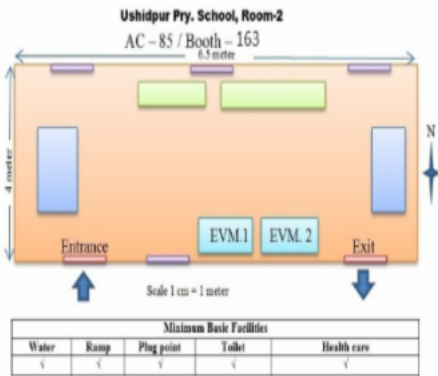 Ushidpur Pry. School, Room-2
AC – 85 / Booth – 163
6.5 meter
4 meter
N
EVM.1 EVM. 2
Entrance Exit
Scale 1 cm = 1 meter
Minimum Basic Facilities
Water Ramp Plug point Toilet Health care
√ √ √ √ √